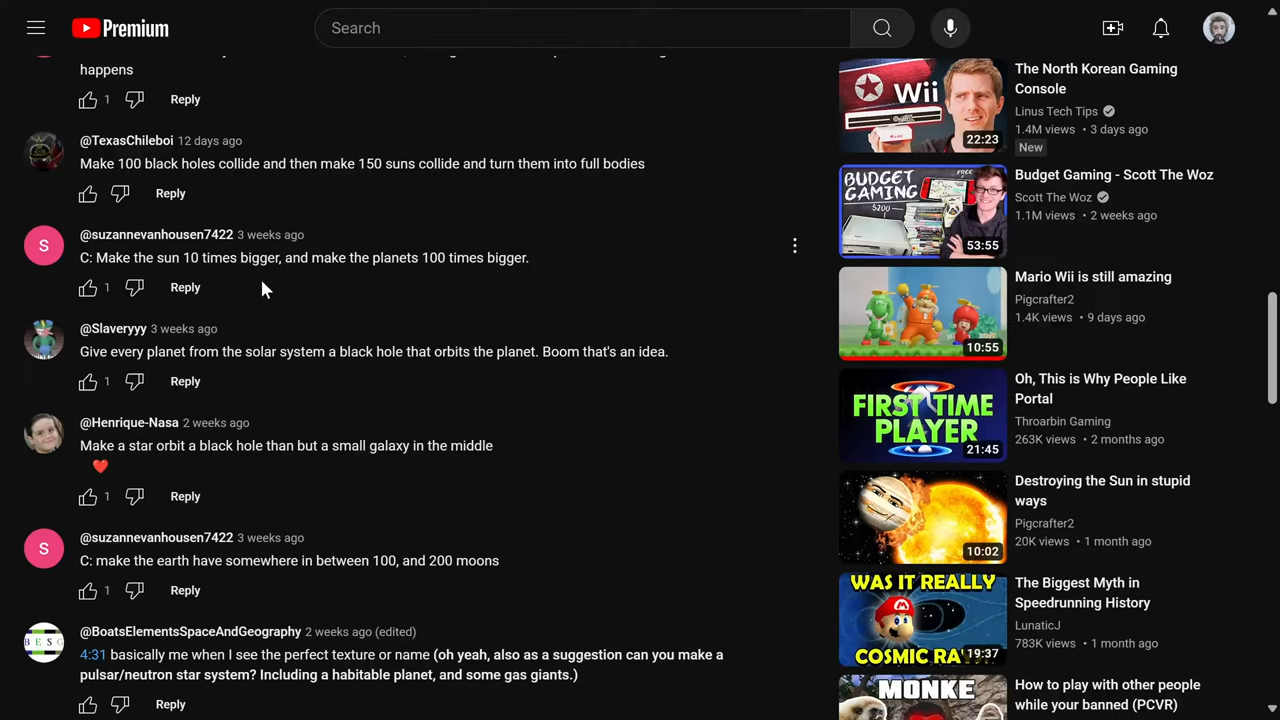 Premium
Search
happens
1
Reply
@TexasChileboi 12 days ago
Make 100 black holes collide and then make 150 suns collide and turn them into full bodies
Reply
S
@suzannevanhousen7422 3 weeks ago
C: Make the sun 10 times bigger, and make the planets 100 times bigger.
1
Reply
@Slaveryyy 3 weeks ago
Give every planet from the solar system a black hole that orbits the planet. Boom that's an idea.
1
Reply
@Henrique-Nasa 2 weeks ago
Make a star orbit a black hole than but a small galaxy in the middle
❤️
1
Reply
S
@suzannevanhousen7422 3 weeks ago
C: make the earth have somewhere in between 100, and 200 moons
1
Reply
BESG
@BoatsElementsSpaceAndGeography 2 weeks ago (edited)
4:31 basically me when I see the perfect texture or name (oh yeah, also as a suggestion can you make a
pulsar/neutron star system? Including a habitable planet, and some gas giants.)
Reply
Wii
22:23
The North Korean Gaming
Console
Linus Tech Tips
1.4M views • 3 days ago
New
BUDGET
GAMING
FREE
$200
53:55
Budget Gaming - Scott The Woz
Scott The Woz
1.1M views • 2 weeks ago
10:55
Mario Wii is still amazing
Pigcrafter2
1.4K views • 9 days ago
FIRST TIME
PLAYER
21:45
Oh, This is Why People Like
Portal
Throarbin Gaming
263K views • 2 months ago
10:02
Destroying the Sun in stupid
ways
Pigcrafter2
20K views • 1 month ago
WAS IT REALLY
COSMIC RA
19:37
The Biggest Myth in
Speedrunning History
LunaticJ
783K views • 1 month ago
MONKE
How to play with other people
while your banned (PCVR)